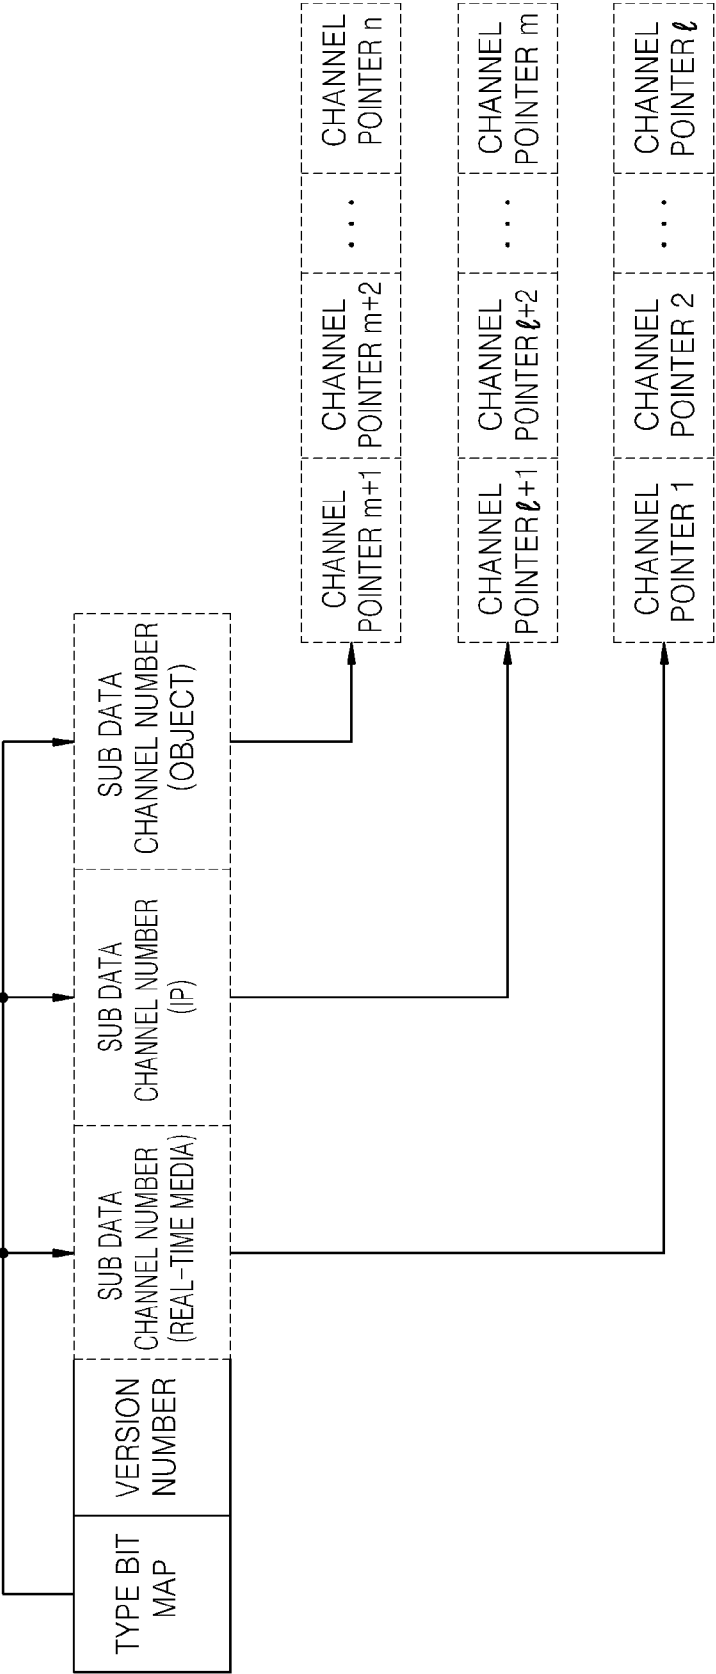 TYPE BIT
MAP
VERSION
NUMBER
SUB DATA
CHANNEL NUMBER
(REAL-TIME MEDIA)
SUB DATA
CHANNEL NUMBER
(IP)
SUB DATA
CHANNEL NUMBER
(OBJECT)
CHANNEL
POINTER m+1
CHANNEL
POINTER m+2
...
CHANNEL
POINTER n
CHANNEL
POINTER ℓ+1
CHANNEL
POINTER ℓ+2
...
CHANNEL
POINTER m
CHANNEL
POINTER 1
CHANNEL
POINTER 2
...
CHANNEL
POINTER ℓ